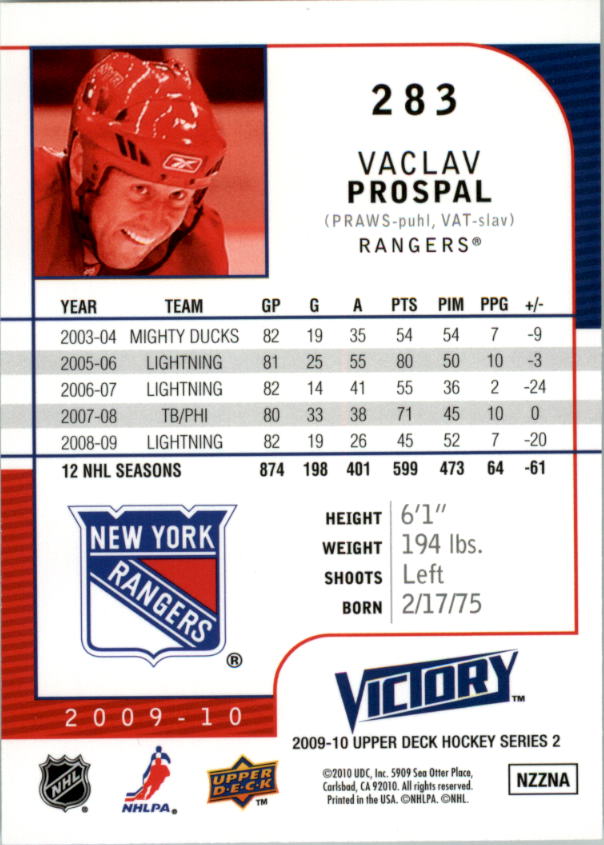 283
VACLAV
PROSPAL
(PRAWS-puhl, VAT-slav)
RANGERS®
YEAR TEAM GP G A PTS PIM PPG +/-
2003-04 MIGHTY DUCKS 82 19 35 54 54 7 -9
2005-06 LIGHTNING 81 25 55 80 50 10 -3
2006-07 LIGHTNING 82 14 41 55 36 2 -24
2007-08 TB/PHI 80 33 38 71 45 10 0
2008-09 LIGHTNING 82 19 26 45 52 7 -20
12 NHL SEASONS 874 198 401 599 473 64 -61
NEW YORK
RANGERS
®
HEIGHT 6'1"
WEIGHT 194 lbs.
SHOOTS Left
BORN 2/17/75
2009-10
VICTORY™
2009-10 UPPER DECK HOCKEY SERIES 2
NHL®
NHLPA®
UPPER
D·E·C·K™
©2010 UDC, Inc. 5909 Sea Otter Place,
Carlsbad, CA 92010. All rights reserved.
Printed in the USA. ©NHLPA. ©NHL.
NZZNA